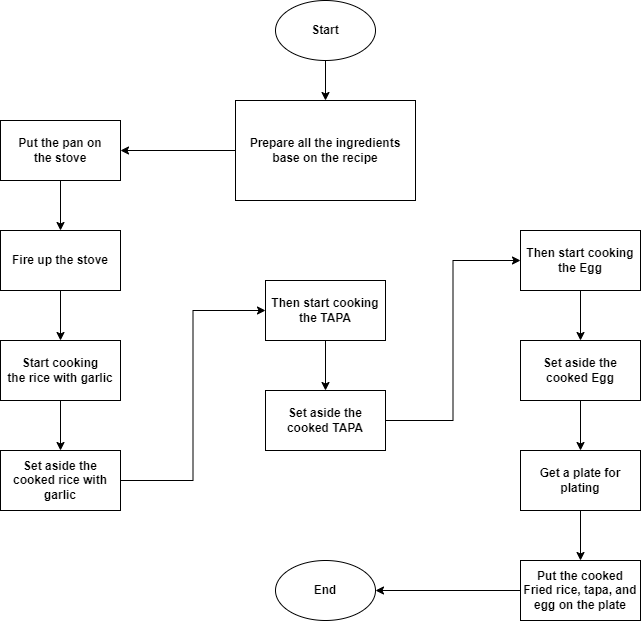 Start
Prepare all the ingredients
base on the recipe
Put the pan on
the stove
Fire up the stove
Start cooking
the rice with garlic
Set aside the
cooked rice with
garlic
Then start cooking
the TAPA
Set aside the
cooked TAPA
Then start cooking
the Egg
Set aside the
cooked Egg
Get a plate for
plating
Put the cooked
Fried rice, tapa, and
egg on the plate
End